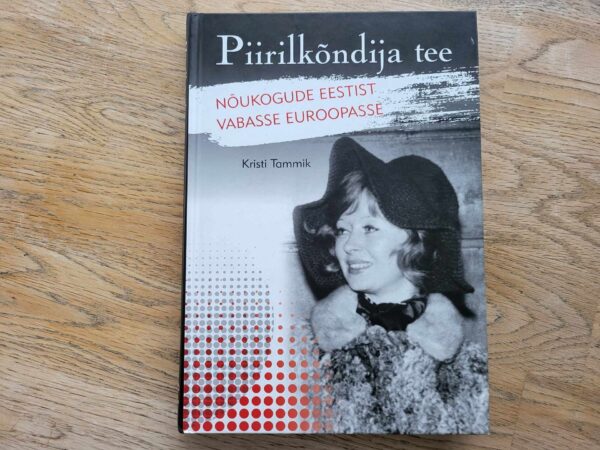 Piirilkõndija tee
NÕUKOGUDE EESTIST
VABASSE EUROOPASSE
Kristi Tammik